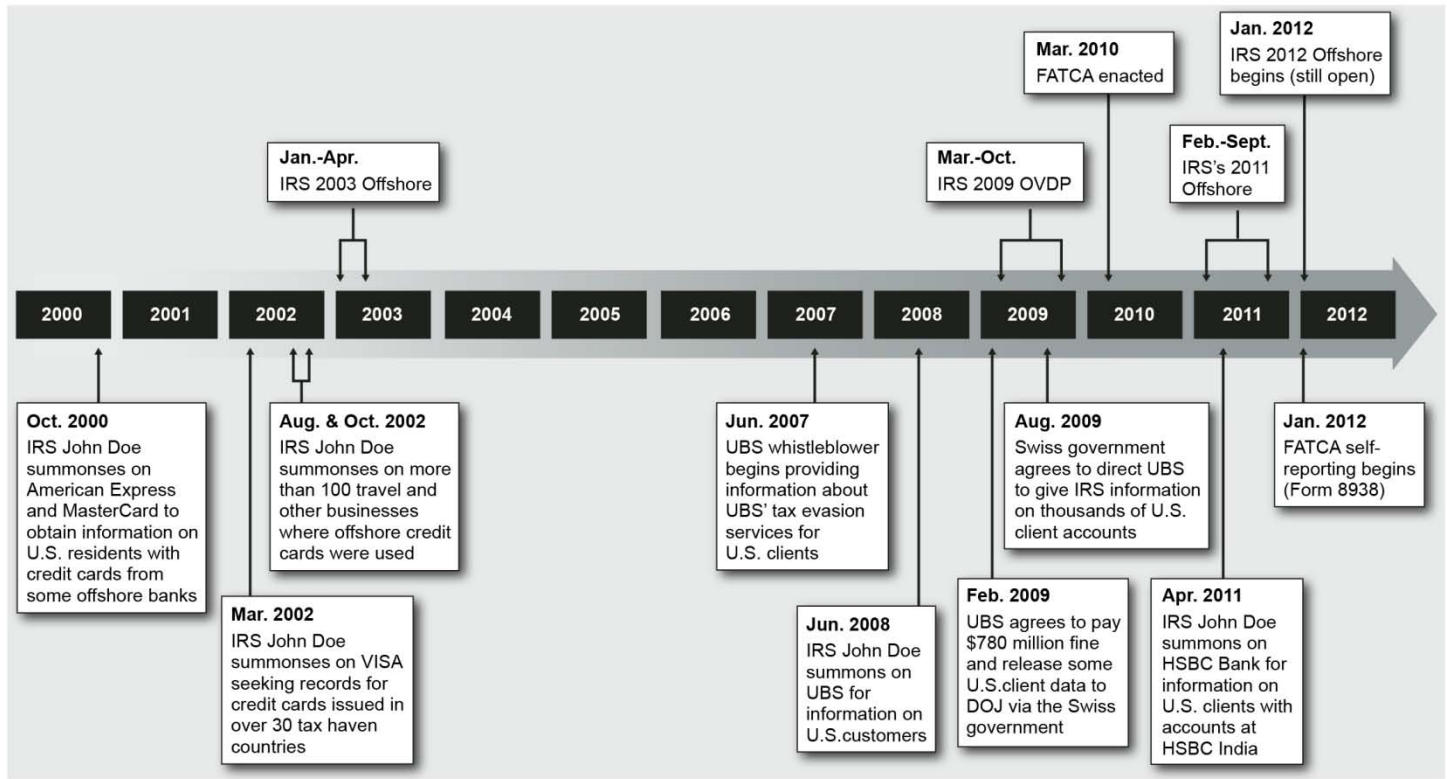 Jan. 2012
IRS 2012 Offshore
begins (still open)
Mar. 2010
FATCA enacted
Jan.-Apr.
IRS 2003 Offshore
Mar.-Oct.
IRS 2009 OVDP
Feb.-Sept.
IRS's 2011
Offshore
2000 2001 2002 2003 2004 2005 2006 2007 2008 2009 2010 2011 2012
Oct. 2000
IRS John Doe
summonses on
American Express
and MasterCard to
obtain information on
U.S. residents with
credit cards from
some offshore banks
Mar. 2002
IRS John Doe
summonses on VISA
seeking records for
credit cards issued in
over 30 tax haven
countries
Aug. & Oct. 2002
IRS John Doe
summonses on more
than 100 travel and
other businesses
where offshore credit
cards were used
Jun. 2007
UBS whistleblower
begins providing
information about
UBS' tax evasion
services for
U.S. clients
Jun. 2008
IRS John Doe
summons on
UBS for
information on
U.S.customers
Feb. 2009
UBS agrees to pay
$780 million fine
and release some
U.S.client data to
DOJ via the Swiss
government
Aug. 2009
Swiss government
agrees to direct UBS
to give IRS information
on thousands of U.S.
client accounts
Apr. 2011
IRS John Doe
summons on
HSBC Bank for
information on
U.S. clients with
accounts at
HSBC India
Jan. 2012
FATCA self-
reporting begins
(Form 8938)